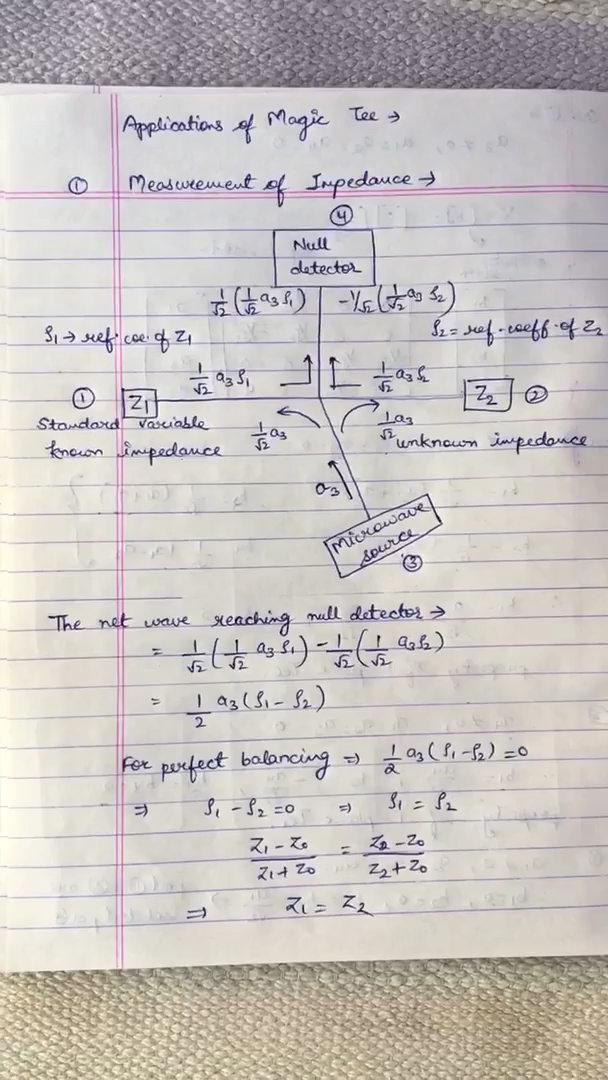 Applications of Magic Tee →
① Measurement of Impedance →
④
Null
detector
1/√2 (1/√2 a3 ρ1) -1/√2 (1/√2 a3 ρ2)
ρ1 → ref. coe. of Z1
ρ2 = ref. coeff. of Z2
1/√2 a3 ρ1
1/√2 a3 ρ2
① Z1
Z2 ②
Standard variable
known impedance
1/√2 a3
1/√2 a3
unknown impedance
a3
Microwave
source
③
The net wave reaching null detector →
= 1/√2 (1/√2 a3 ρ1) - 1/√2 (1/√2 a3 ρ2)
= 1/2 a3 (ρ1 - ρ2)
For perfect balancing ⇒ 1/2 a3 (ρ1 - ρ2) = 0
⇒ ρ1 - ρ2 = 0 ⇒ ρ1 = ρ2
Z1 - Z0 / Z1 + Z0 = Z2 - Z0 / Z2 + Z0
⇒ Z1 = Z2